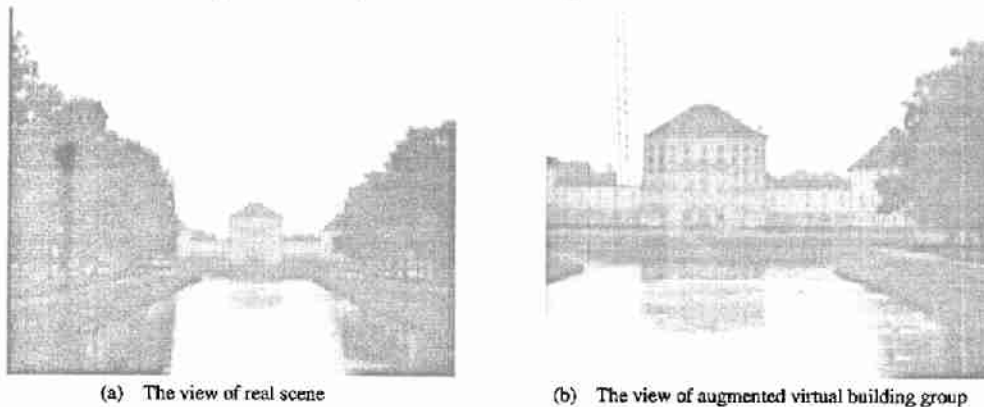 (a) The view of real scene
(b) The view of augmented virtual building group